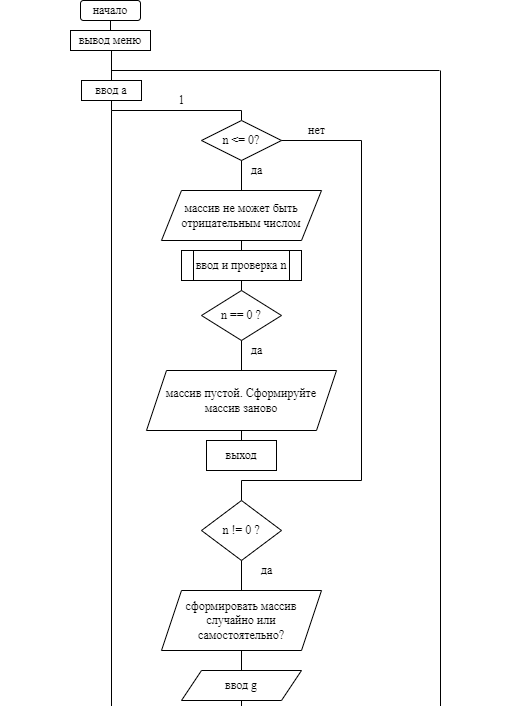 начало
вывод меню
ввод a
1
n <= 0?
нет
да
массив не может быть
отрицательным числом
ввод и проверка n
n == 0 ?
да
массив пустой. Сформируйте
массив заново
выход
n != 0 ?
да
сформировать массив
случайно или
самостоятельно?
ввод g